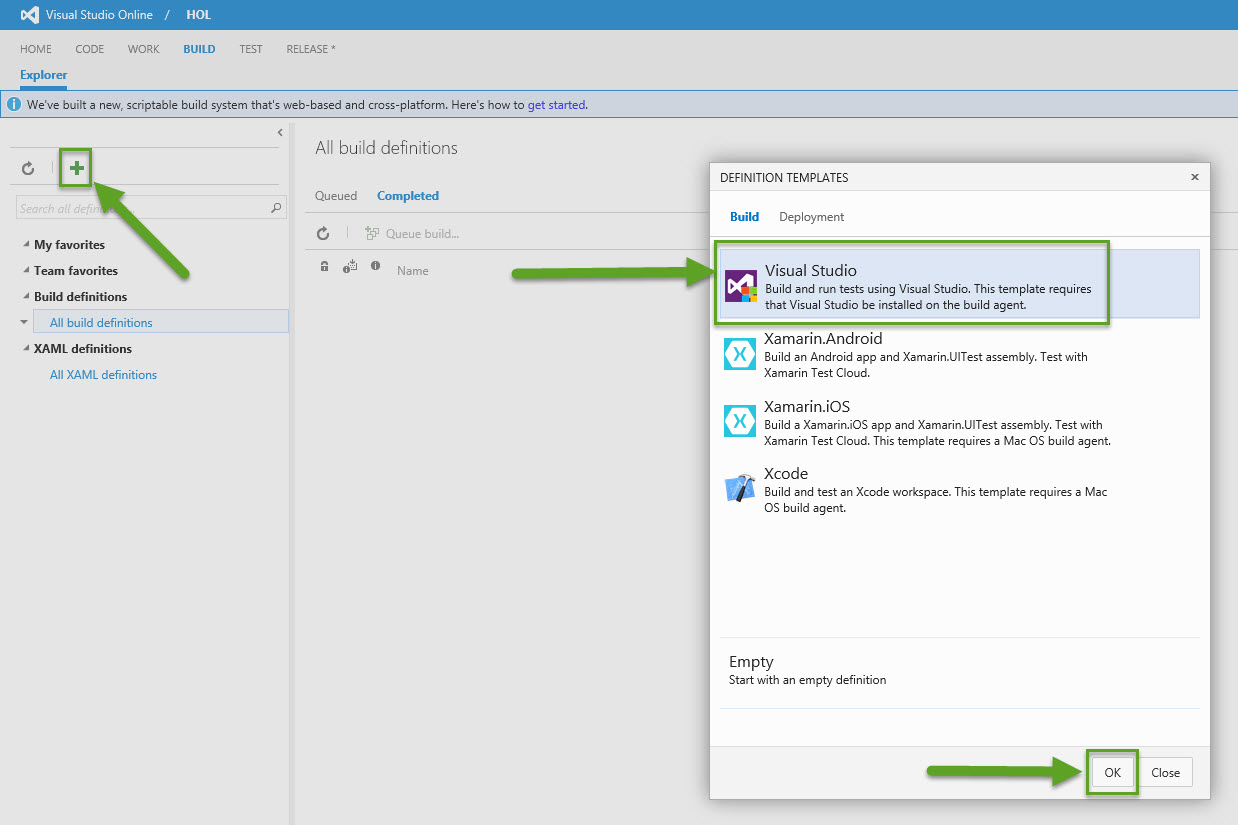 Visual Studio Online / HOL
HOME CODE WORK BUILD TEST RELEASE *
Explorer
We've built a new, scriptable build system that's web-based and cross-platform. Here's how to get started.
Search all
My favorites
Team favorites
Build definitions
All build definitions
XAML definitions
All XAML definitions
All build definitions
Queued Completed
Queue build...
Name
DEFINITION TEMPLATES
Build Deployment
Visual Studio
Build and run tests using Visual Studio. This template requires
that Visual Studio be installed on the build agent.
Xamarin.Android
Build an Android app and Xamarin.UITest assembly. Test with
Xamarin Test Cloud.
Xamarin.iOS
Build a Xamarin.iOS app and Xamarin.UITest assembly. Test with
Xamarin Test Cloud. This template requires a Mac OS build agent.
Xcode
Build and test an Xcode workspace. This template requires a Mac
OS build agent.
Empty
Start with an empty definition
OK Close